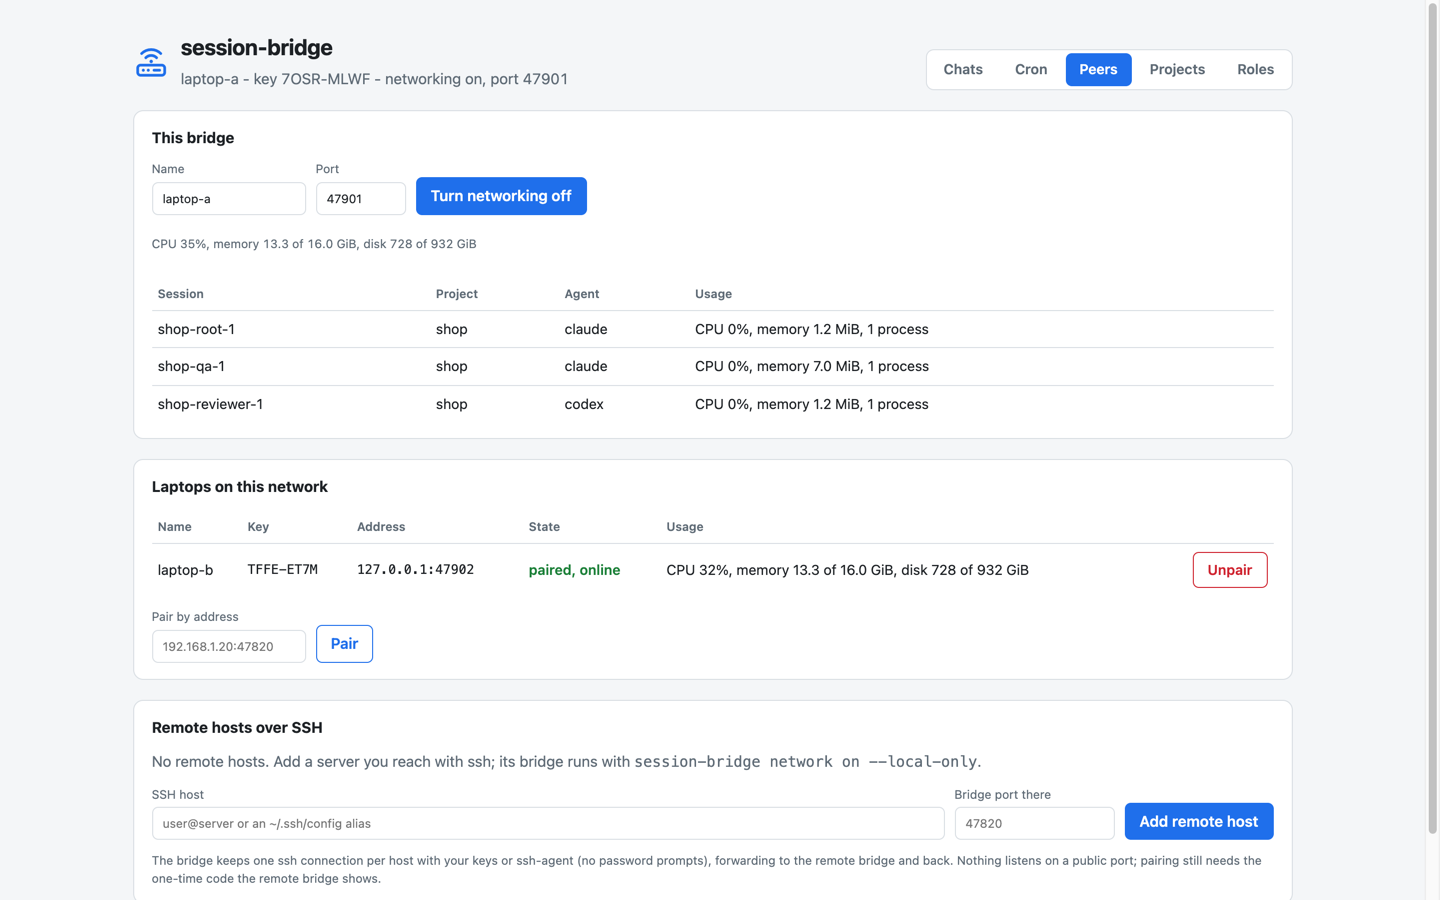 session-bridge
laptop-a - key 7OSR-MLWF - networking on, port 47901
Chats Cron Peers Projects Roles
This bridge
Name Port
laptop-a 47901 Turn networking off
CPU 35%, memory 13.3 of 16.0 GiB, disk 728 of 932 GiB
Session Project Agent Usage
shop-root-1 shop claude CPU 0%, memory 1.2 MiB, 1 process
shop-qa-1 shop claude CPU 0%, memory 7.0 MiB, 1 process
shop-reviewer-1 shop codex CPU 0%, memory 1.2 MiB, 1 process
Laptops on this network
Name Key Address State Usage
laptop-b TFFE-ET7M 127.0.0.1:47902 paired, online CPU 32%, memory 13.3 of 16.0 GiB, disk 728 of 932 GiB Unpair
Pair by address
192.168.1.20:47820 Pair
Remote hosts over SSH
No remote hosts. Add a server you reach with ssh; its bridge runs with session-bridge network on --local-only.
SSH host Bridge port there
user@server or an ~/.ssh/config alias 47820 Add remote host
The bridge keeps one ssh connection per host with your keys or ssh-agent (no password prompts), forwarding to the remote bridge and back. Nothing listens on a public port; pairing still needs the
one-time code the remote bridge shows.